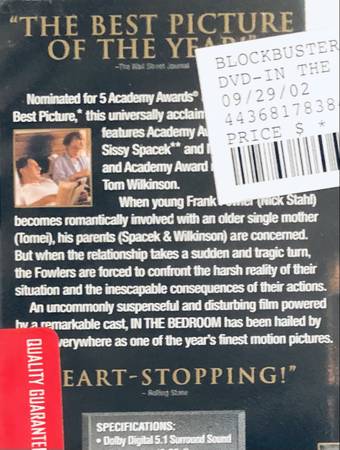 “THE BEST PICTURE
OF THE YEAR”
–The Wall Street Journal
BLOCKBUSTER
DVD-IN THE
09/29/02
4436817838
PRICE $ *
Nominated for 5 Academy Awards®
Best Picture,* this universally acclaim
features Academy A
Sissy Spacek** and
and Academy Award
Tom Wilkinson.
When young Frank Fowler (Nick Stahl)
becomes romantically involved with an older single mother
(Tomei), his parents (Spacek & Wilkinson) are concerned.
But when the relationship takes a sudden and tragic turn,
the Fowlers are forced to confront the harsh reality of their
situation and the inescapable consequences of their actions.
An uncommonly suspenseful and disturbing film powered
by a remarkable cast, IN THE BEDROOM has been hailed by
verywhere as one of the year's finest motion pictures.
EART-STOPPING!”
– Rolling Stone
QUALITY GUARANTE
SPECIFICATIONS:
• Dolby Digital 5.1 Surround Sound